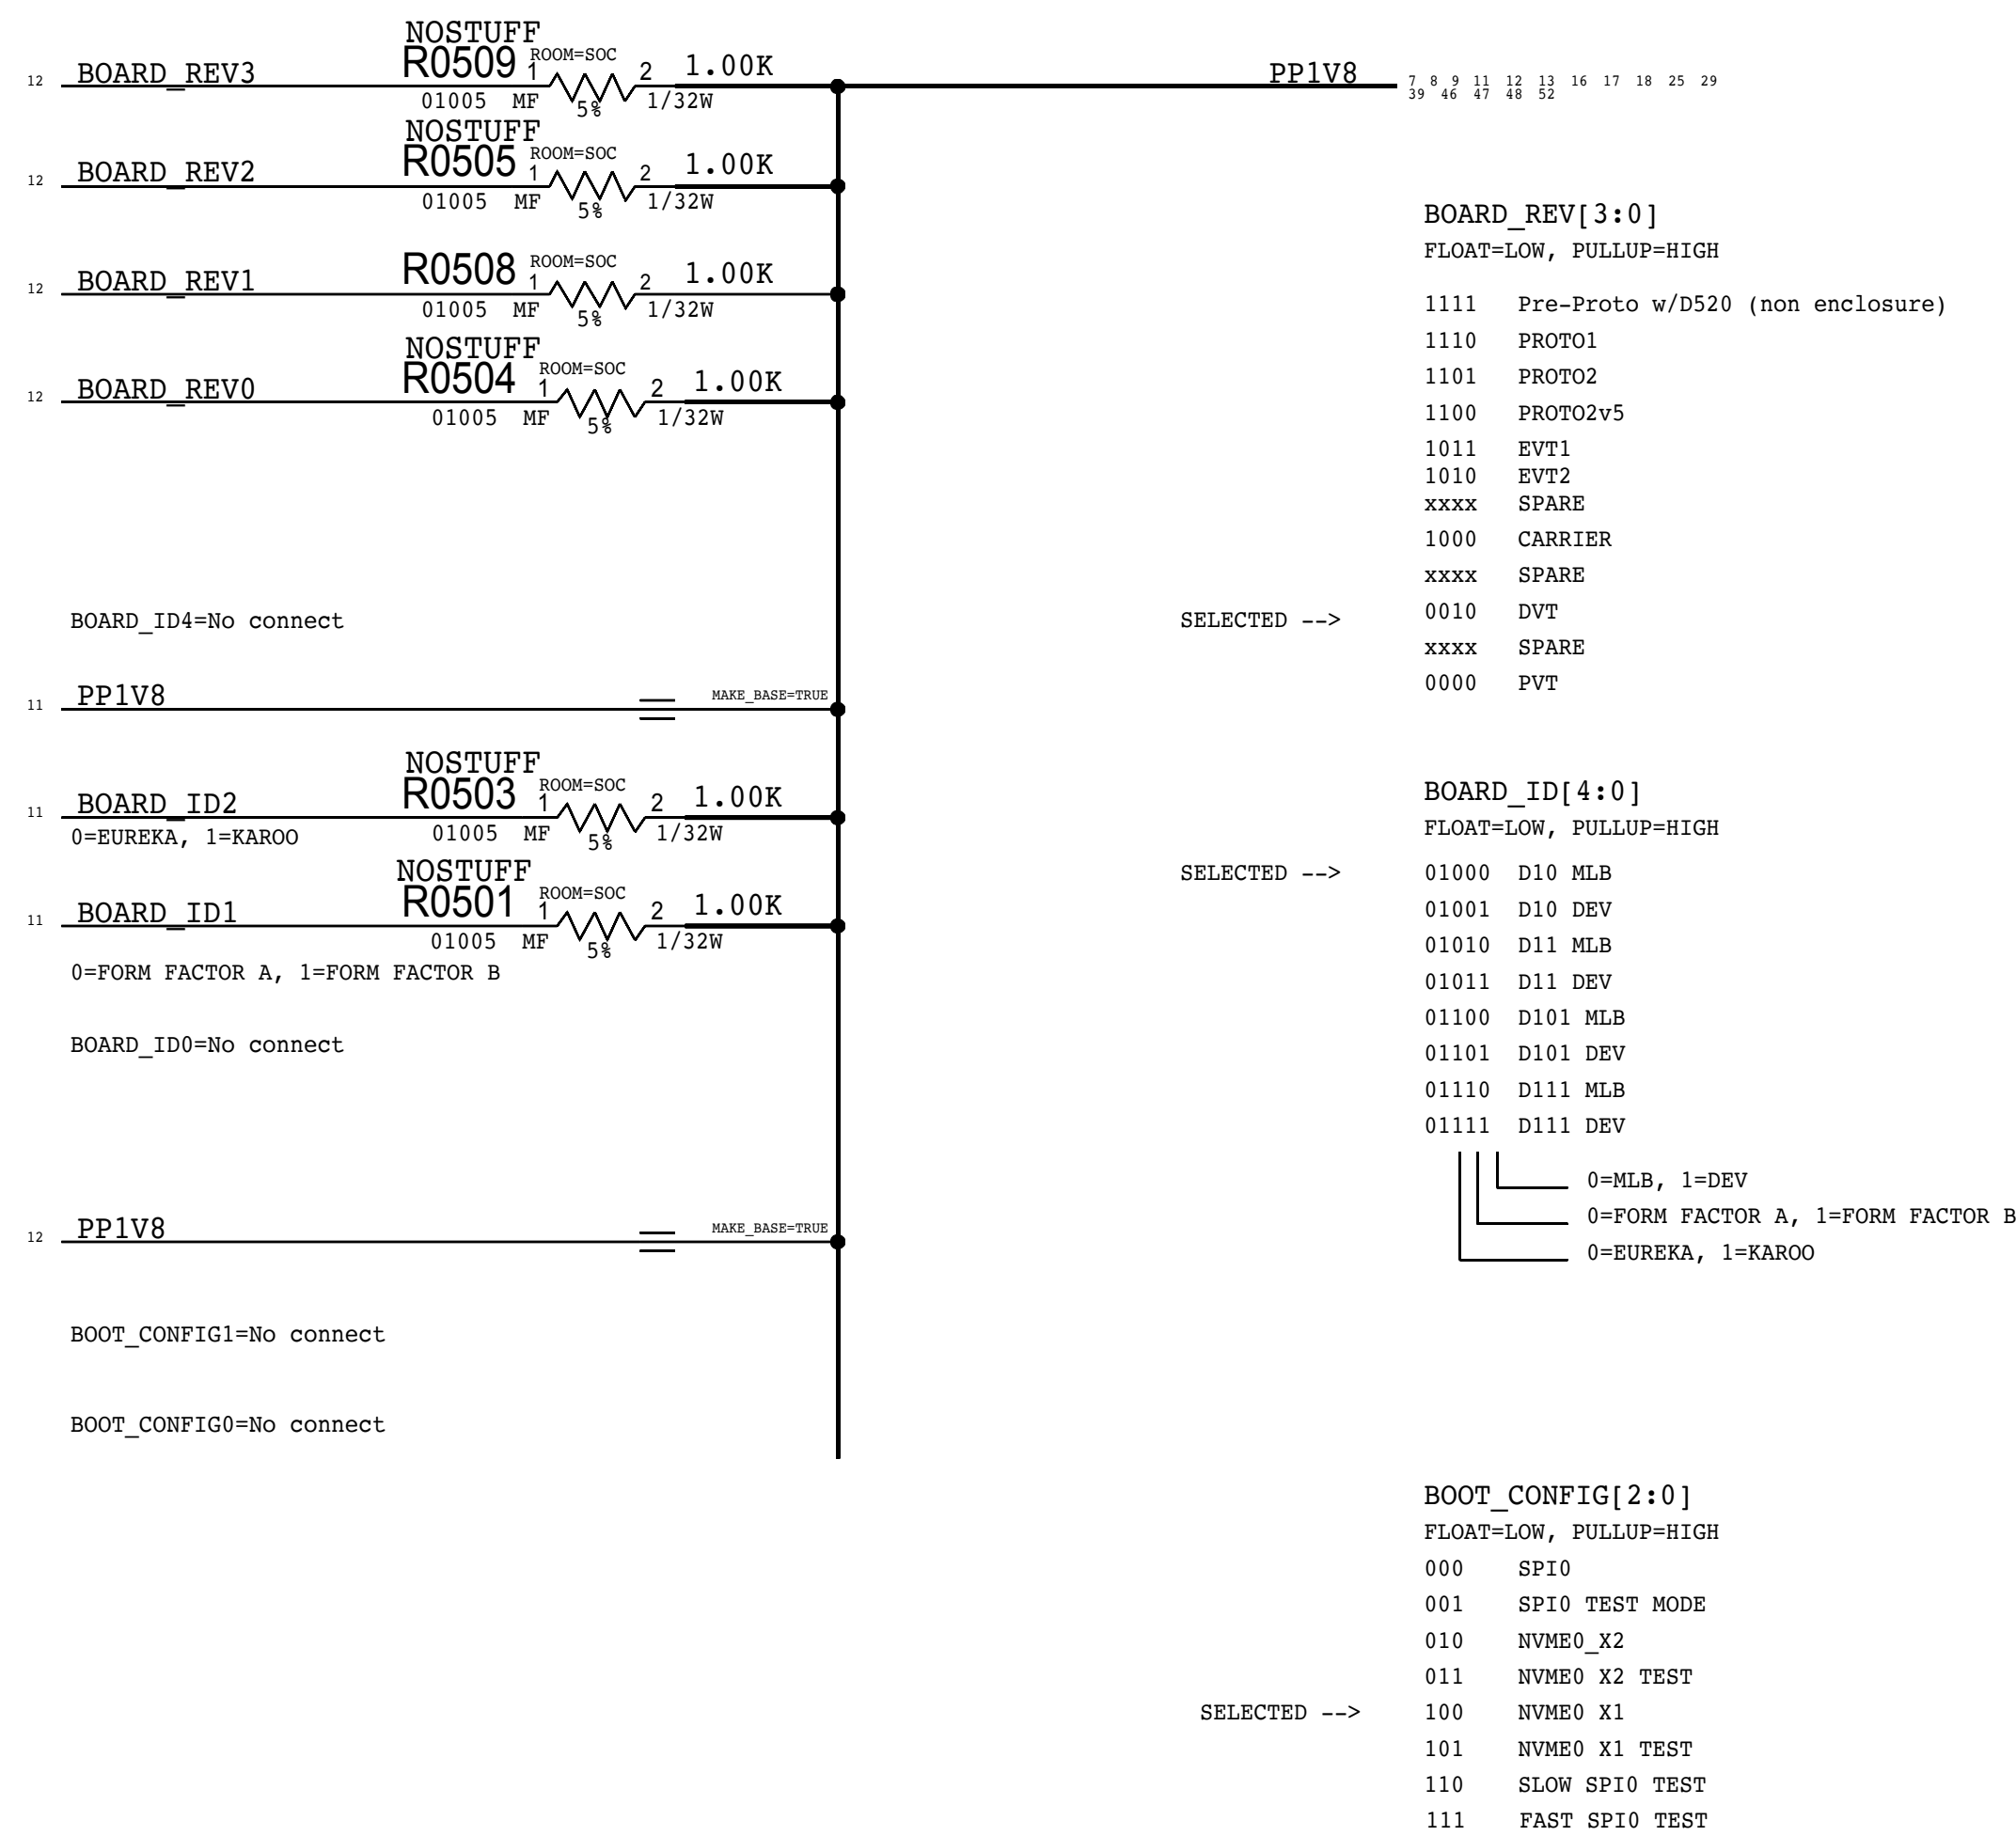 NOSTUFF
R0509 ROOM=SOC
12 BOARD_REV3 1 2 1.00K
01005 MF 5% 1/32W
PP1V8 7 8 9 11 12 13 16 17 18 25 29
39 46 47 48 52
NOSTUFF
R0505 ROOM=SOC
12 BOARD_REV2 1 2 1.00K
01005 MF 5% 1/32W
R0508 ROOM=SOC
12 BOARD_REV1 1 2 1.00K
01005 MF 5% 1/32W
NOSTUFF
R0504 ROOM=SOC
12 BOARD_REV0 1 2 1.00K
01005 MF 5% 1/32W
BOARD_ID4=No connect
11 PP1V8 MAKE_BASE=TRUE
NOSTUFF
R0503 ROOM=SOC
11 BOARD_ID2 1 2 1.00K
0=EUREKA, 1=KAROO 01005 MF 5% 1/32W
NOSTUFF
R0501 ROOM=SOC
11 BOARD_ID1 1 2 1.00K
01005 MF 5% 1/32W
0=FORM FACTOR A, 1=FORM FACTOR B
BOARD_ID0=No connect
12 PP1V8 MAKE_BASE=TRUE
BOOT_CONFIG1=No connect
BOOT_CONFIG0=No connect
BOARD_REV[3:0]
FLOAT=LOW, PULLUP=HIGH
1111 Pre-Proto w/D520 (non enclosure)
1110 PROTO1
1101 PROTO2
1100 PROTO2v5
1011 EVT1
1010 EVT2
xxxx SPARE
1000 CARRIER
xxxx SPARE
SELECTED --> 0010 DVT
xxxx SPARE
0000 PVT
BOARD_ID[4:0]
FLOAT=LOW, PULLUP=HIGH
SELECTED --> 01000 D10 MLB
01001 D10 DEV
01010 D11 MLB
01011 D11 DEV
01100 D101 MLB
01101 D101 DEV
01110 D111 MLB
01111 D111 DEV
0=MLB, 1=DEV
0=FORM FACTOR A, 1=FORM FACTOR B
0=EUREKA, 1=KAROO
BOOT_CONFIG[2:0]
FLOAT=LOW, PULLUP=HIGH
000 SPI0
001 SPI0 TEST MODE
010 NVME0_X2
011 NVME0 X2 TEST
SELECTED --> 100 NVME0 X1
101 NVME0 X1 TEST
110 SLOW SPI0 TEST
111 FAST SPI0 TEST